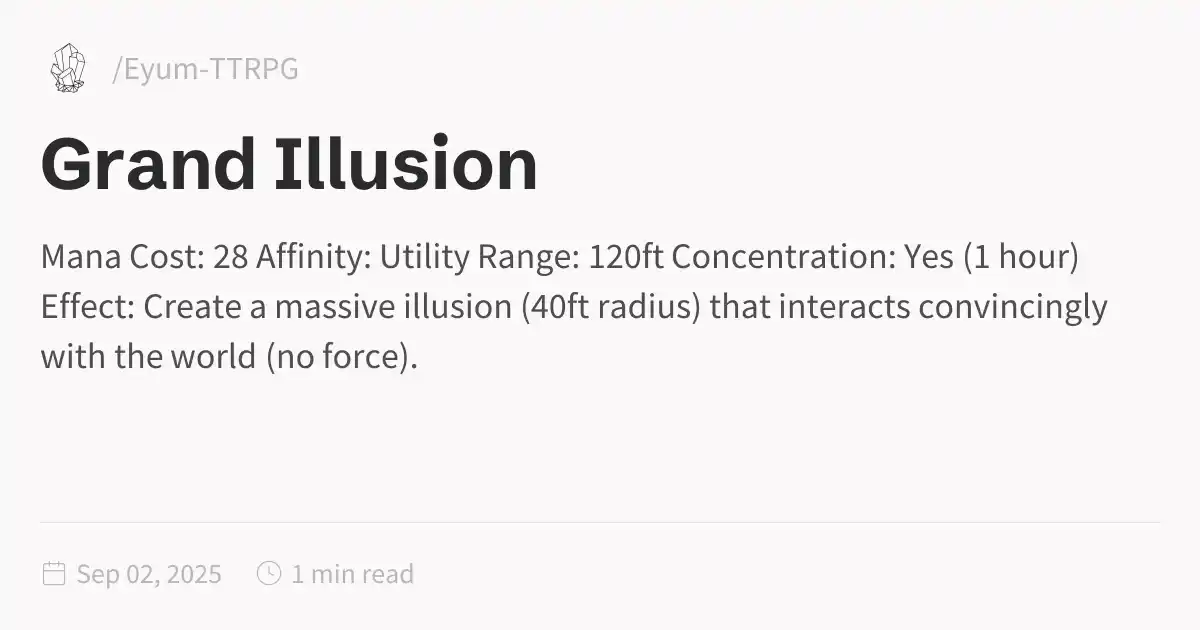 /Eyum-TTRPG
Grand Illusion
Mana Cost: 28 Affinity: Utility Range: 120ft Concentration: Yes (1 hour)
Effect: Create a massive illusion (40ft radius) that interacts convincingly
with the world (no force).
Sep 02, 2025 1 min read